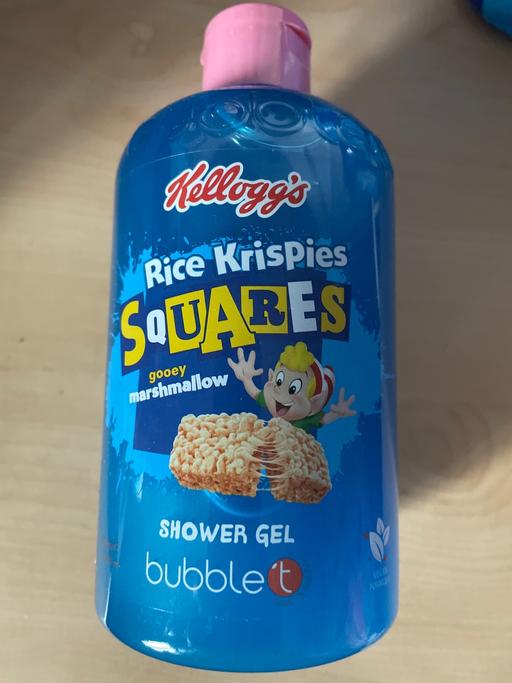 Kellogg's
Rice Krispies
SQUARES
gooey
marshmallow
SHOWER GEL
bubble t